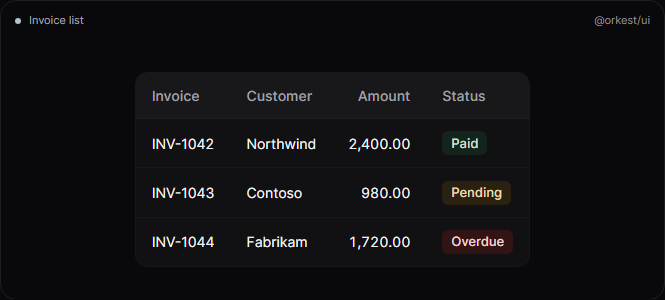 Invoice list @orkest/ui
Invoice Customer Amount Status
INV-1042 Northwind 2,400.00 Paid
INV-1043 Contoso 980.00 Pending
INV-1044 Fabrikam 1,720.00 Overdue